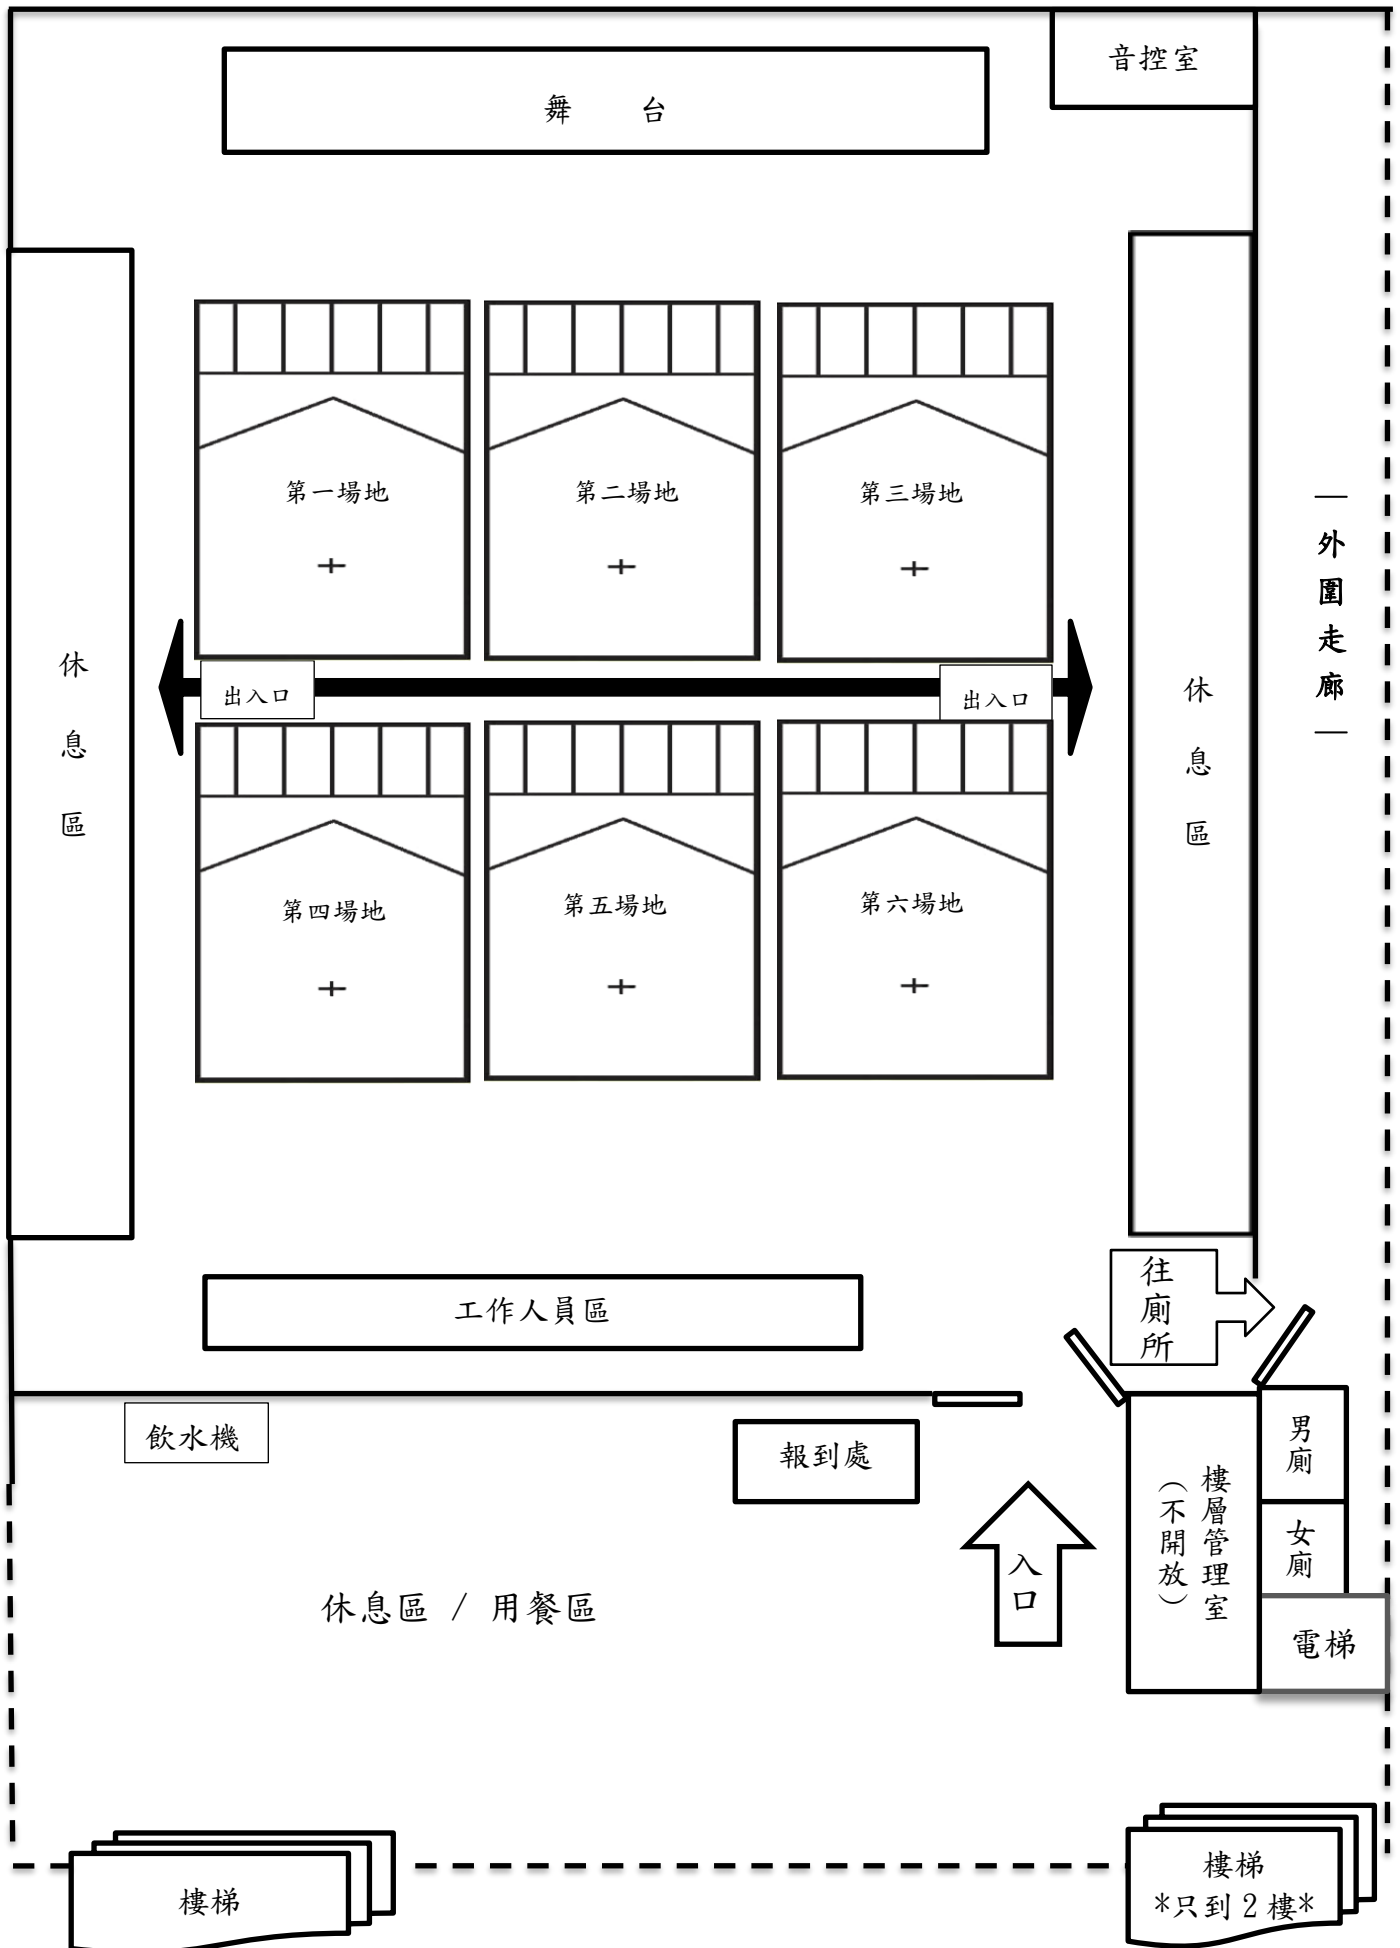 音控室
舞 台
第一場地
第二場地
第三場地
｜外圍走廊｜
休息區
出入口
出入口
休息區
第四場地
第五場地
第六場地
往廁所
工作人員區
飲水機
報到處
男廁
樓層管理室
（不開放）
女廁
入口
休息區 / 用餐區
電梯
樓梯
樓梯
*只到2樓*